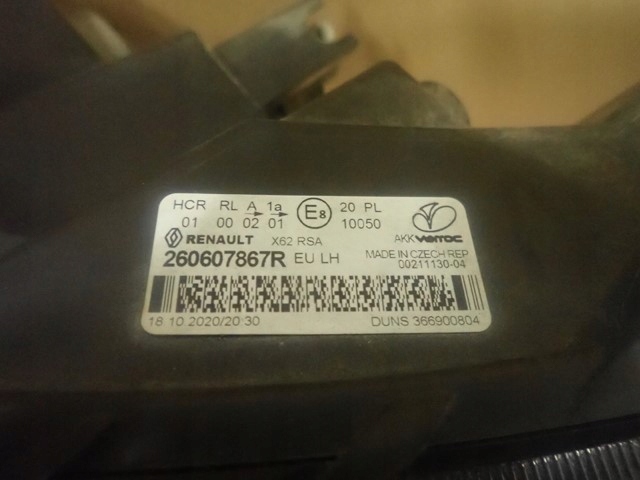 HCR RL A 1a E8 20 PL
01 00 02 01 10050
RENAULT X62 RSA AKK varroc
260607867R EU LH MADE IN CZECH REP
00211130-04
18.10.2020/20:30 DUNS 366900804